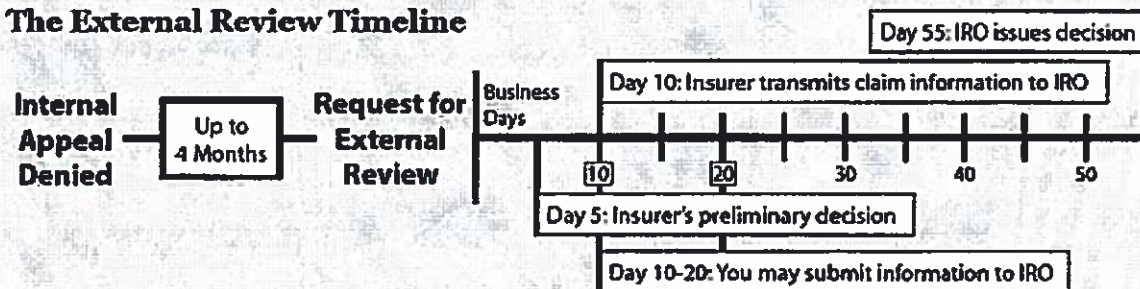 The External Review Timeline
Day 55: IRO issues decision
Internal
Appeal
Denied
Up to
4 Months
Request for
External
Review
Business
Days
Day 10: Insurer transmits claim information to IRO
10
20
30
40
50
Day 5: Insurer's preliminary decision
Day 10-20: You may submit information to IRO